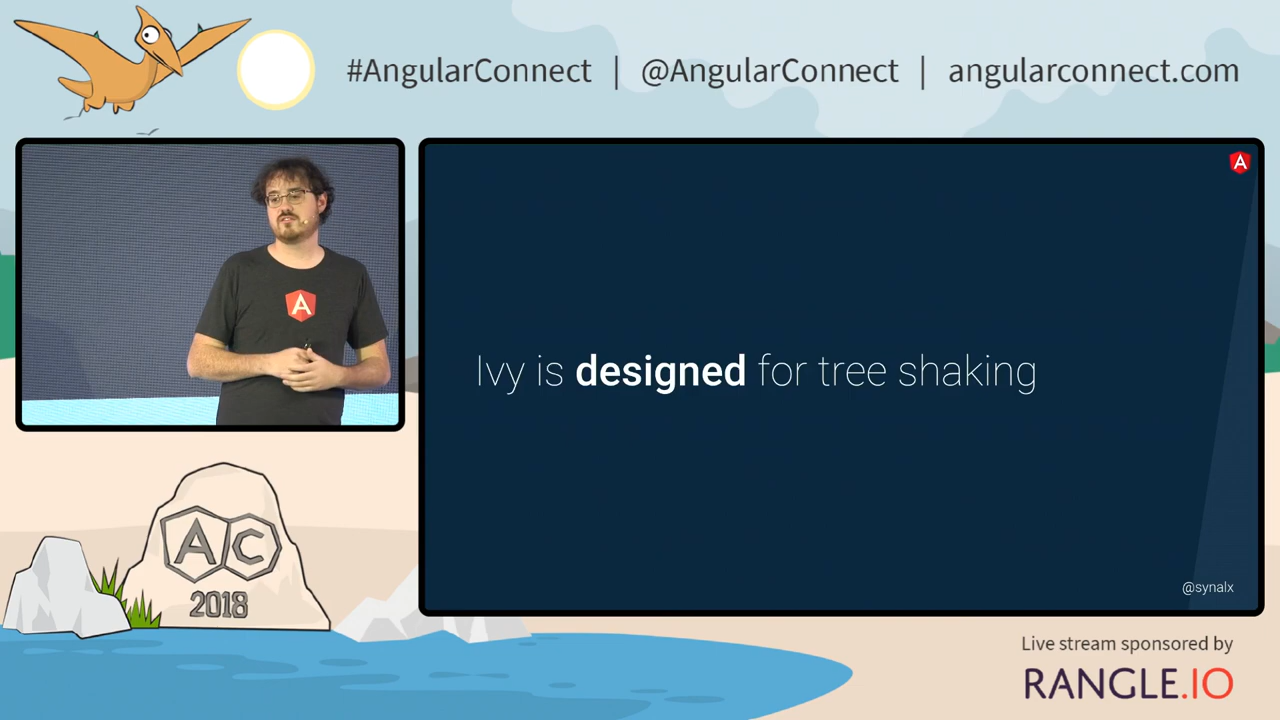 #AngularConnect | @AngularConnect | angularconnect.com
A
A
Ivy is designed for tree shaking
@synalx
AC
2018
Live stream sponsored by
RANGLE.IO